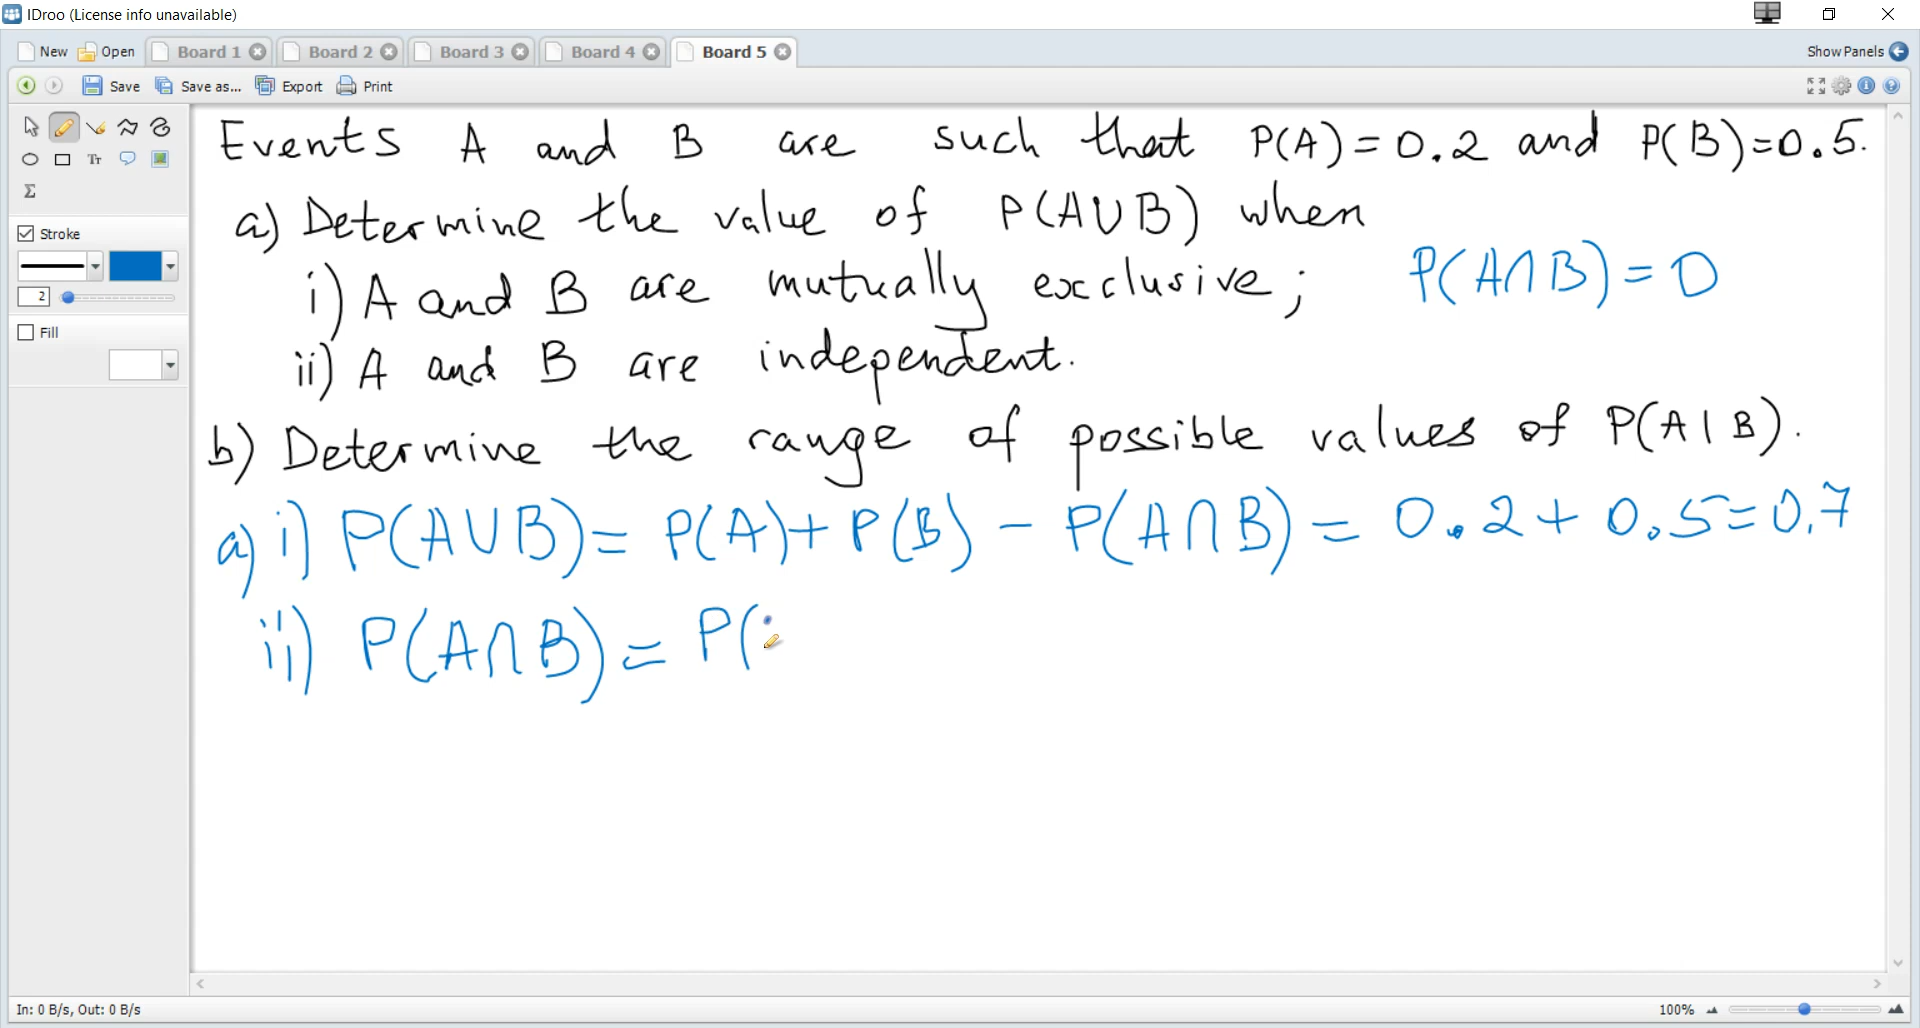 IDroo (License info unavailable)
New Open Board 1 Board 2 Board 3 Board 4 Board 5 Show Panels
Save Save as... Export Print
Events A and B are such that P(A)=0.2 and P(B)=0.5.
a) Determine the value of P(A∪B) when
i) A and B are mutually exclusive; P(A∩B)=0
ii) A and B are independent.
b) Determine the range of possible values of P(A|B).
a) i) P(A∪B)= P(A)+ P(B) - P(A∩B) = 0.2+0.5=0.7
ii) P(A∩B) = P(
Tr
Σ
Stroke
2
Fill
In: 0 B/s, Out: 0 B/s
100%